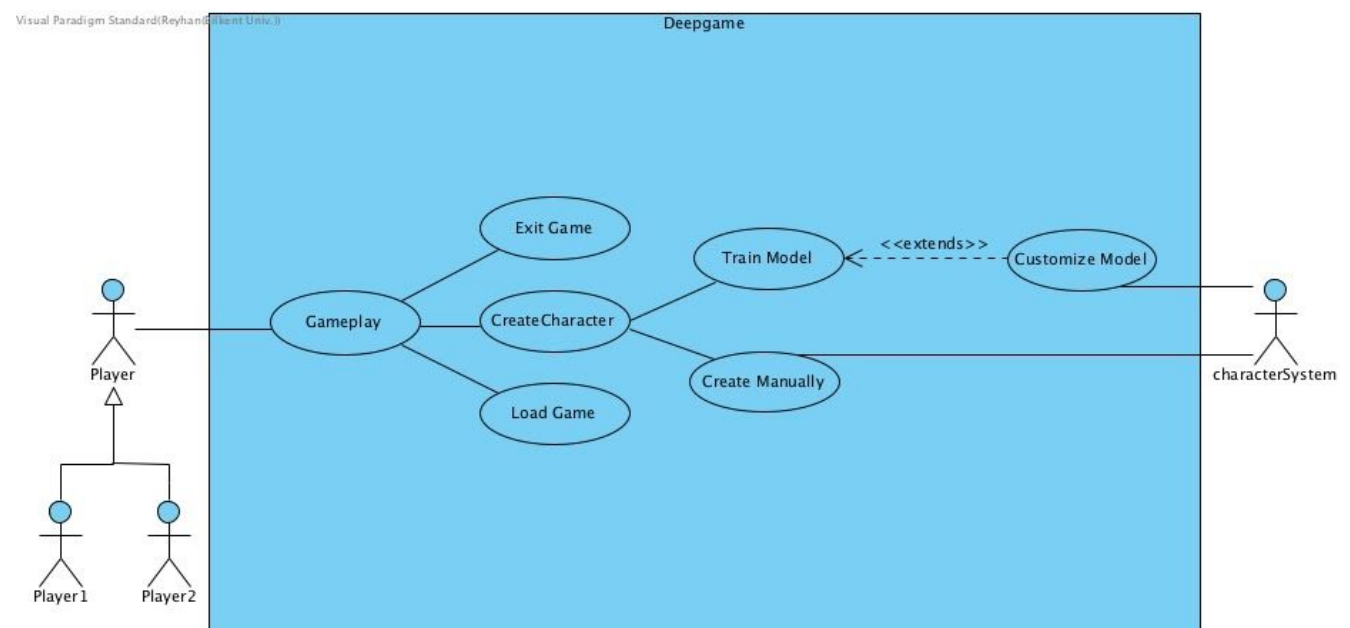 Visual Paradigm Standard(Reyhan(Bilkent Univ.))
Deepgame
Exit Game
Train Model
<<extends>>
Customize Model
Gameplay
CreateCharacter
Player
Create Manually
characterSystem
Load Game
Player1
Player2